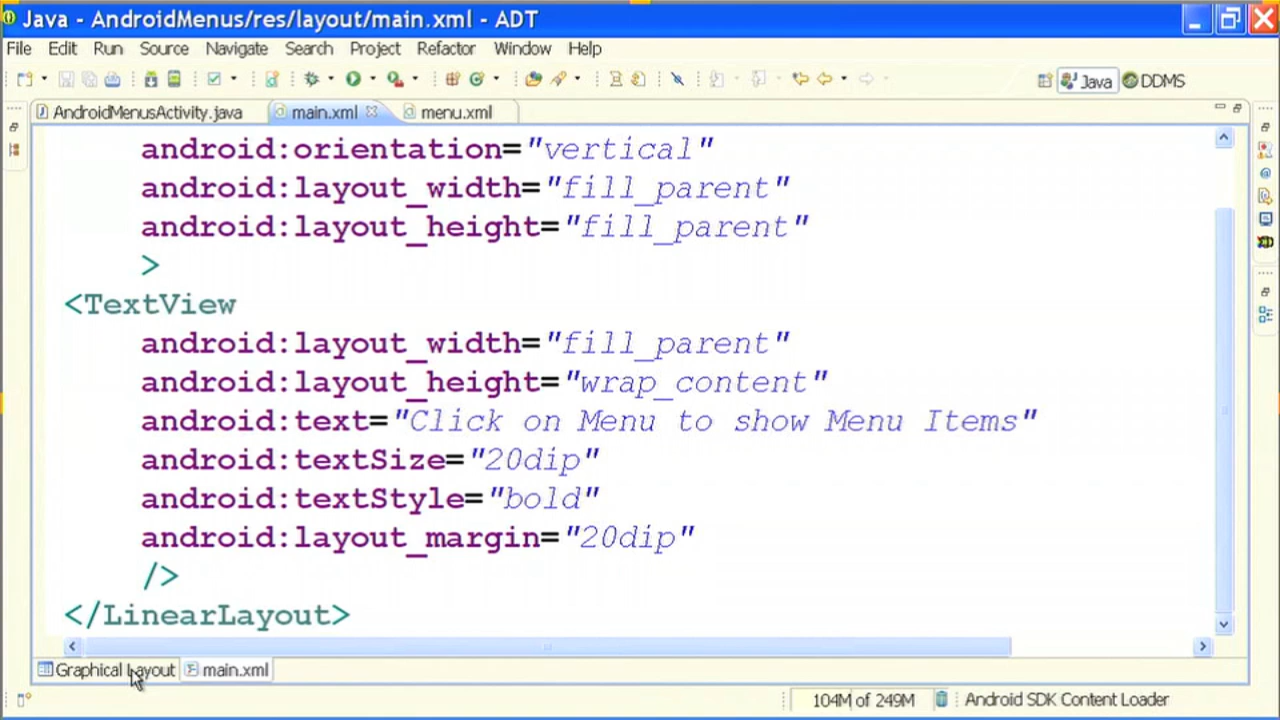 Java - AndroidMenus/res/layout/main.xml - ADT
File Edit Run Source Navigate Search Project Refactor Window Help
Java DDMS
AndroidMenusActivity.java main.xml menu.xml
android:orientation="vertical"
android:layout_width="fill_parent"
android:layout_height="fill_parent"
>
<TextView
android:layout_width="fill_parent"
android:layout_height="wrap_content"
android:text="Click on Menu to show Menu Items"
android:textSize="20dip"
android:textStyle="bold"
android:layout_margin="20dip"
/>
</LinearLayout>
Graphical Layout main.xml
104M of 249M Android SDK Content Loader